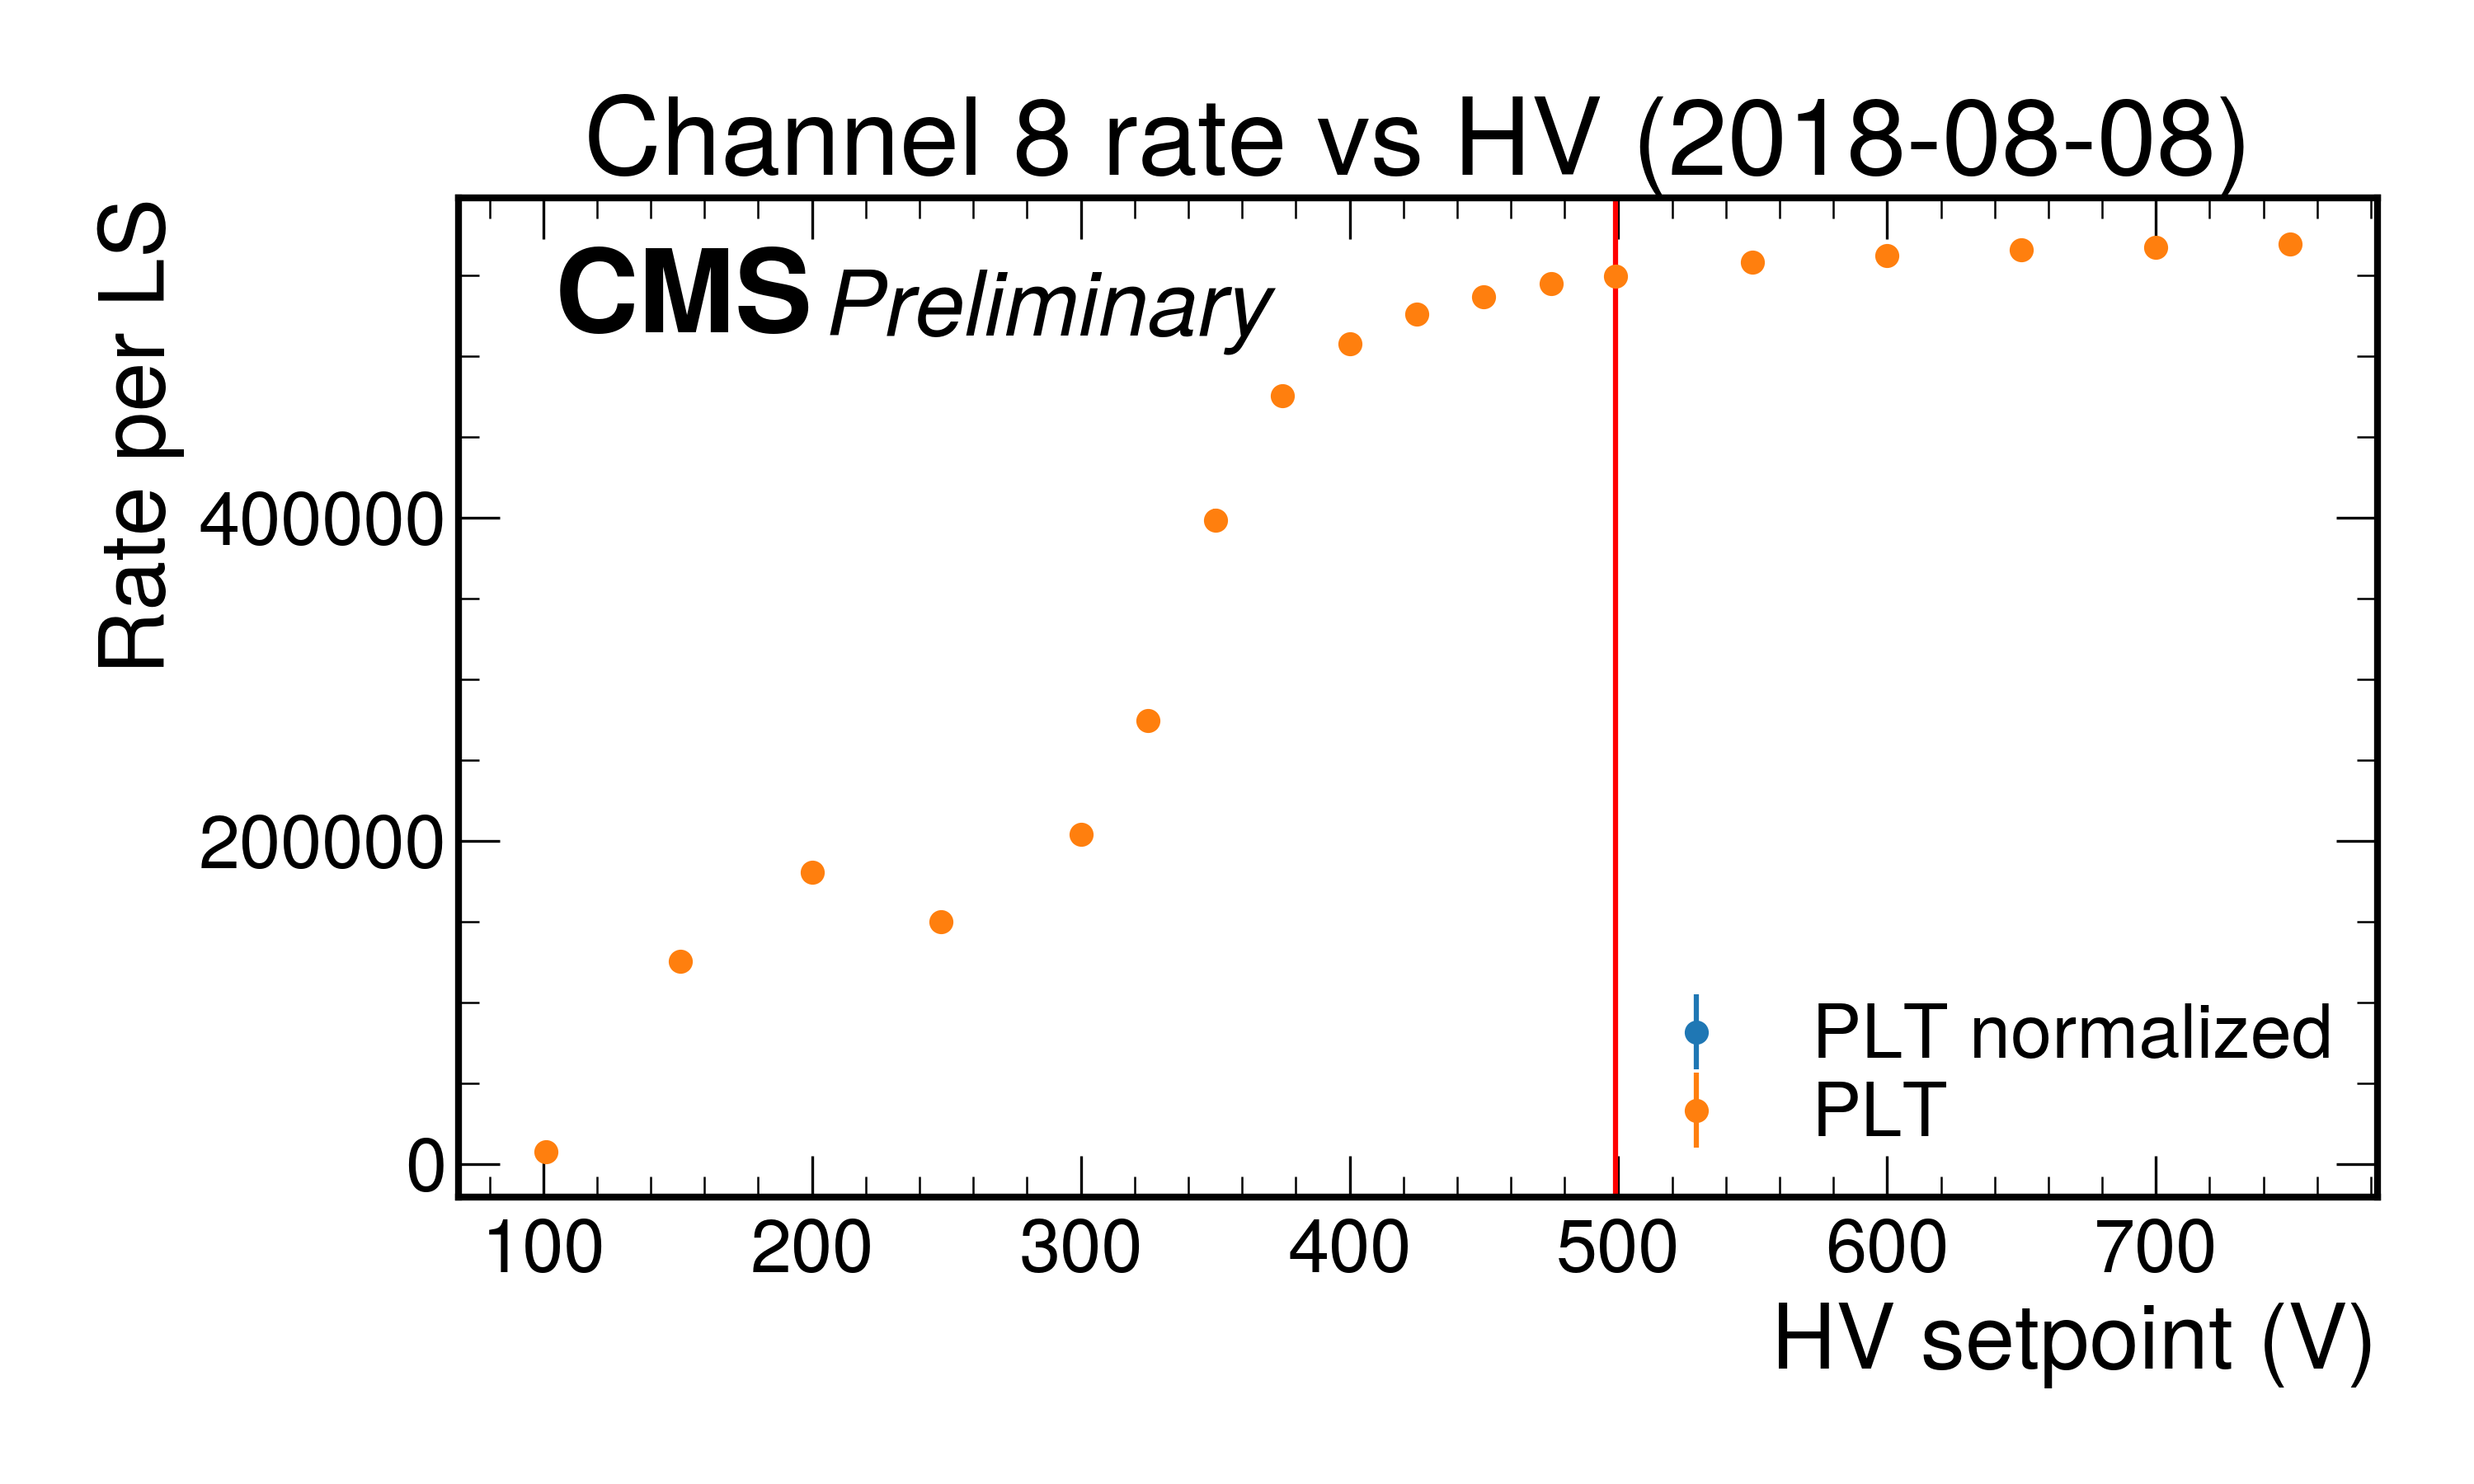 Channel 8 rate vs HV (2018-08-08)
CMS Preliminary
Rate per LS
400000
200000
0
PLT normalized
PLT
100 200 300 400 500 600 700
HV setpoint (V)